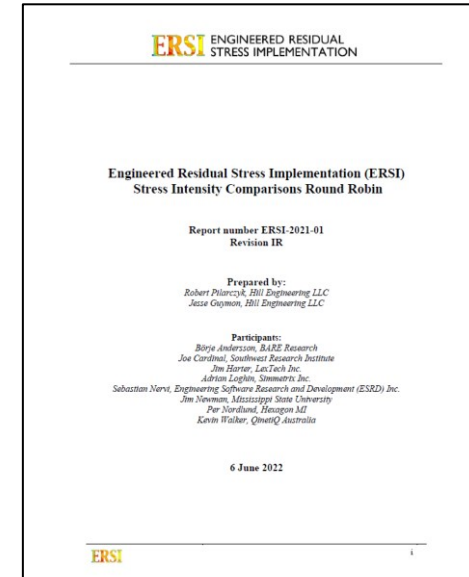 ERSI ENGINEERED RESIDUAL
STRESS IMPLEMENTATION
Engineered Residual Stress Implementation (ERSI)
Stress Intensity Comparisons Round Robin
Report number ERSI-2021-01
Revision IR
Prepared by:
Robert Pilarczyk, Hill Engineering LLC
Jesse Guymon, Hill Engineering LLC
Participants:
Börje Andersson, BARE Research
Joe Cardinal, Southwest Research Institute
Jim Harter, LexTech Inc.
Adrian Loghin, Simmetrix Inc.
Sebastian Nervi, Engineering Software Research and Development (ESRD) Inc.
Jim Newman, Mississippi State University
Per Nordlund, Hexagon MI
Kevin Walker, QinetiQ Australia
6 June 2022
ERSI i